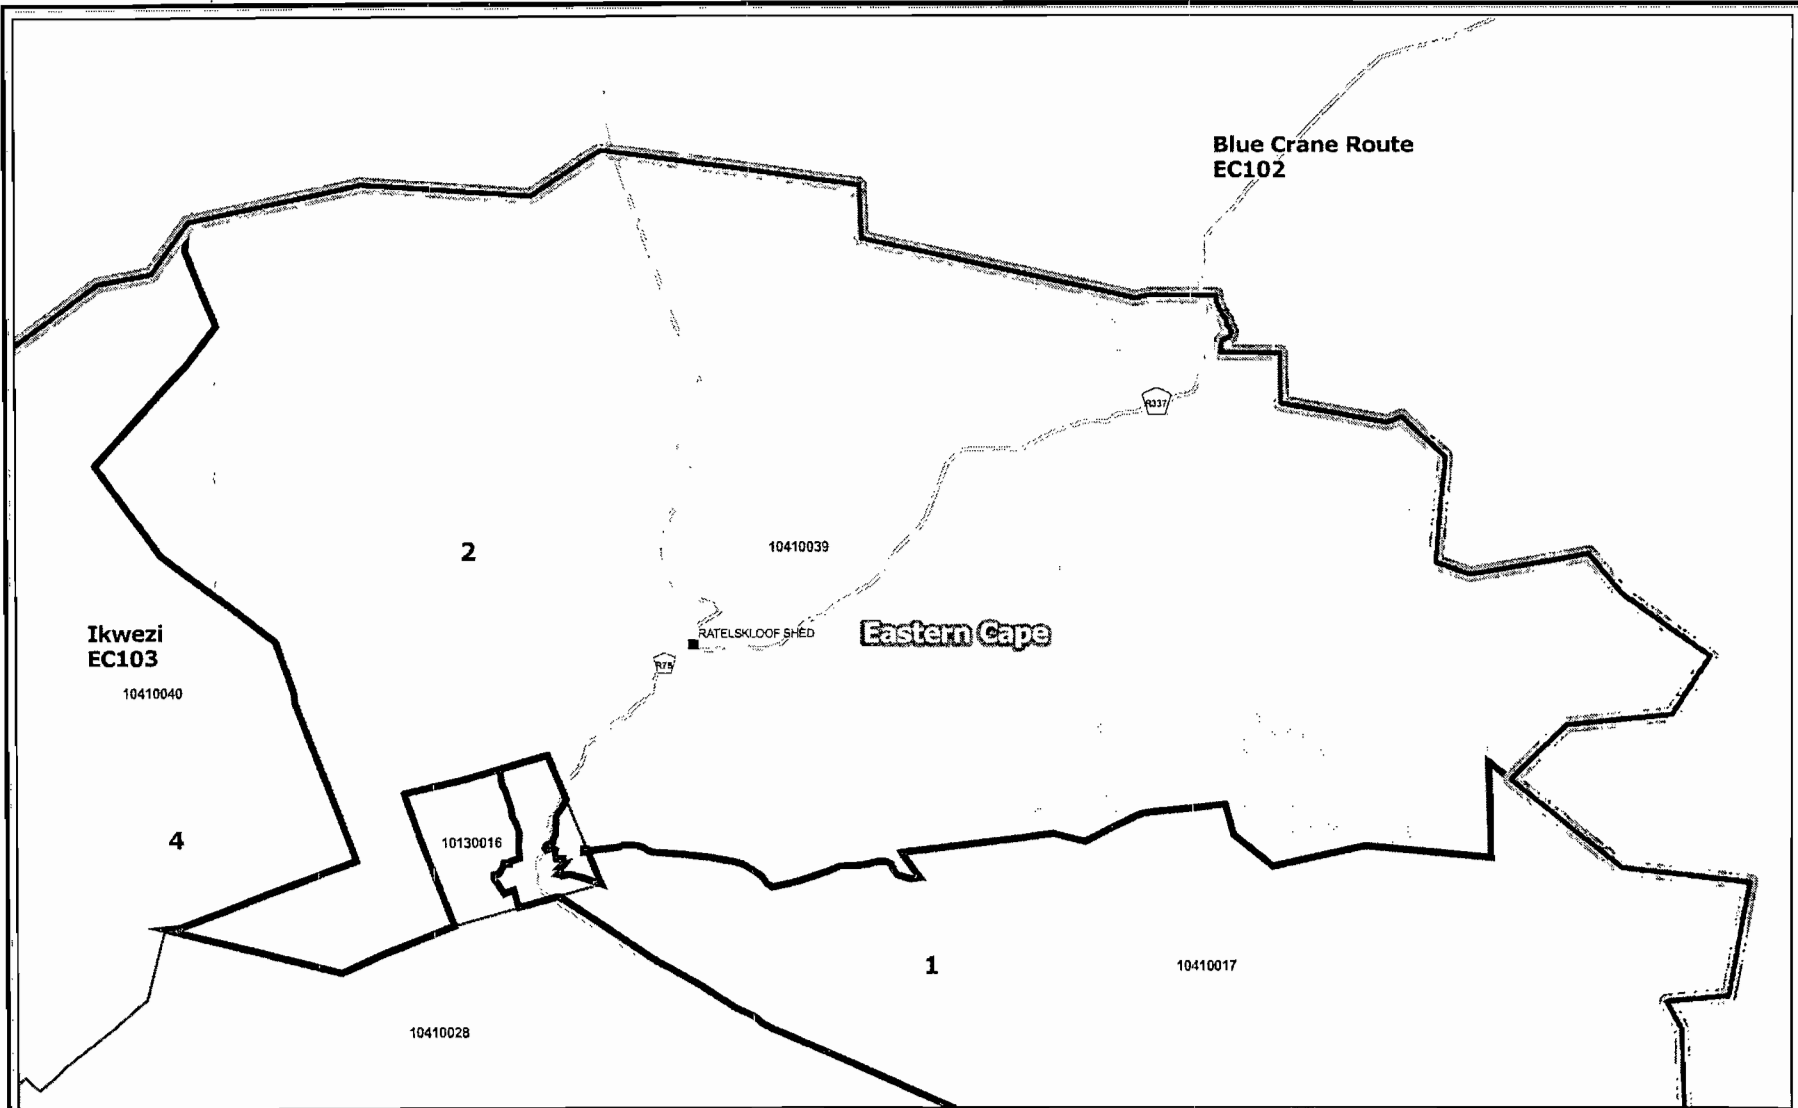 Blue Crane Route
EC102
R337
2
10410039
Ikwezi
EC103
10410040
RATELSKLOOF SHED
Eastern Cape
R75
4
10130016
1
10410017
10410028